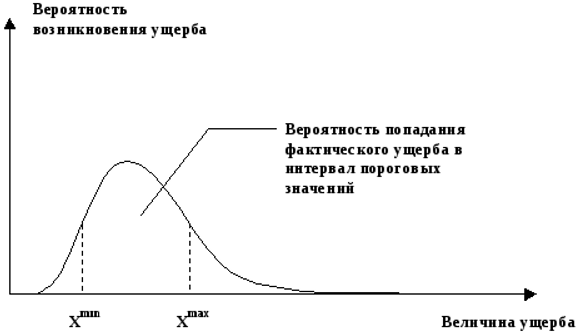 Вероятность
возникновения ущерба
Вероятность попадания
фактического ущерба в
интервал пороговых
значений
X^min
X^max
Величина ущерба